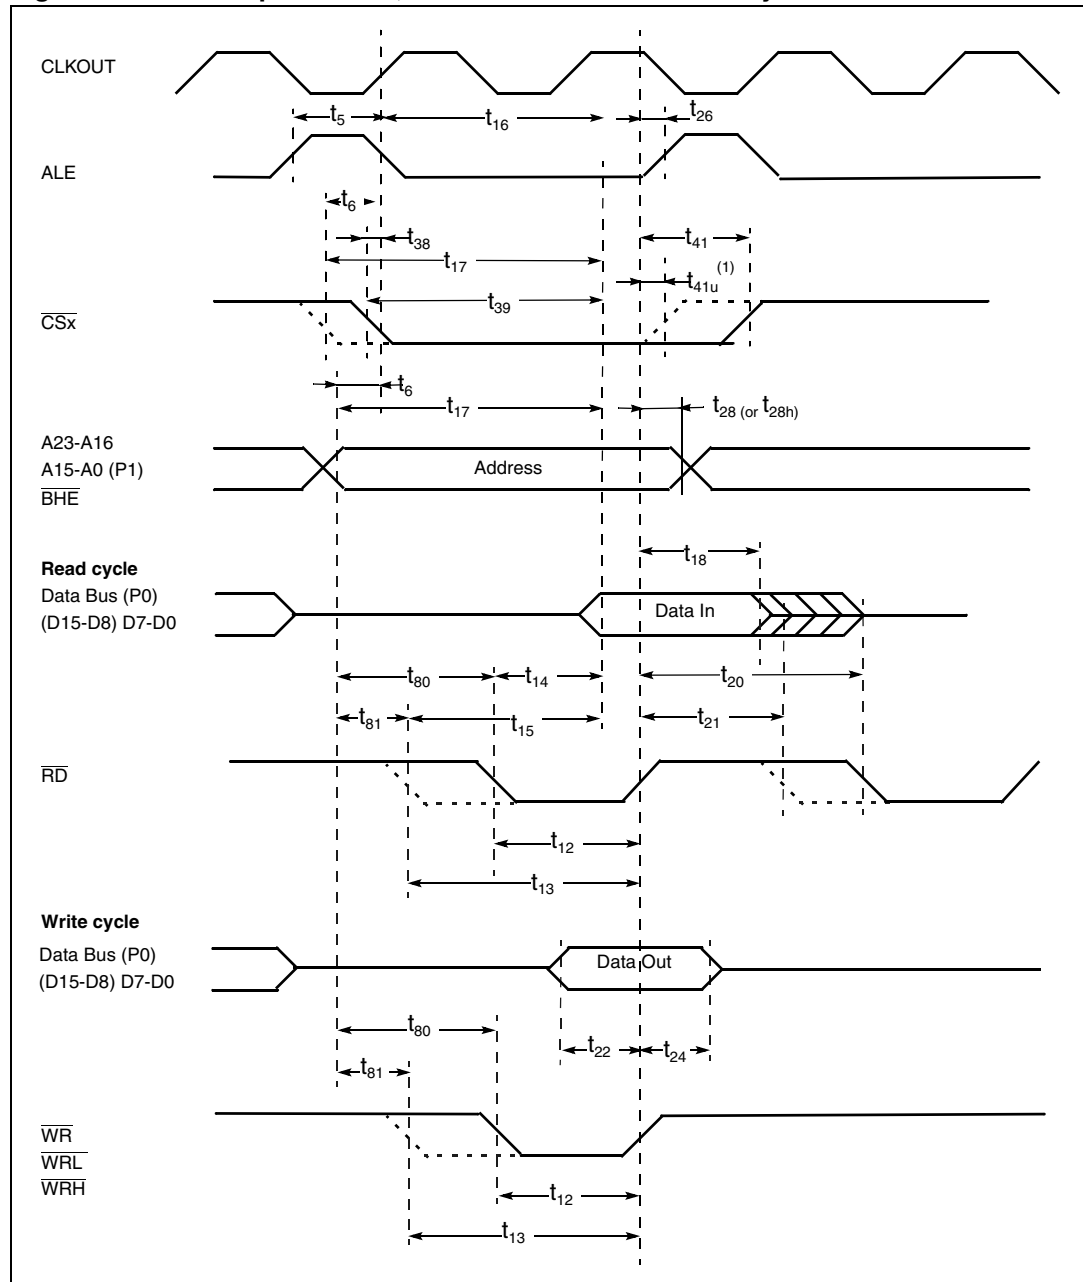 CLKOUT
t5
t16
t26
ALE
t6
t38
t41
t17
t41u (1)
t39
CSx
t6
t17
t28 (or t28h)
A23-A16
A15-A0 (P1)
Address
BHE
t18
Read cycle
Data Bus (P0)
Data In
(D15-D8) D7-D0
t80
t14
t20
t81
t15
t21
RD
t12
t13
Write cycle
Data Bus (P0)
Data Out
(D15-D8) D7-D0
t80
t22
t24
t81
WR
WRL
WRH
t12
t13